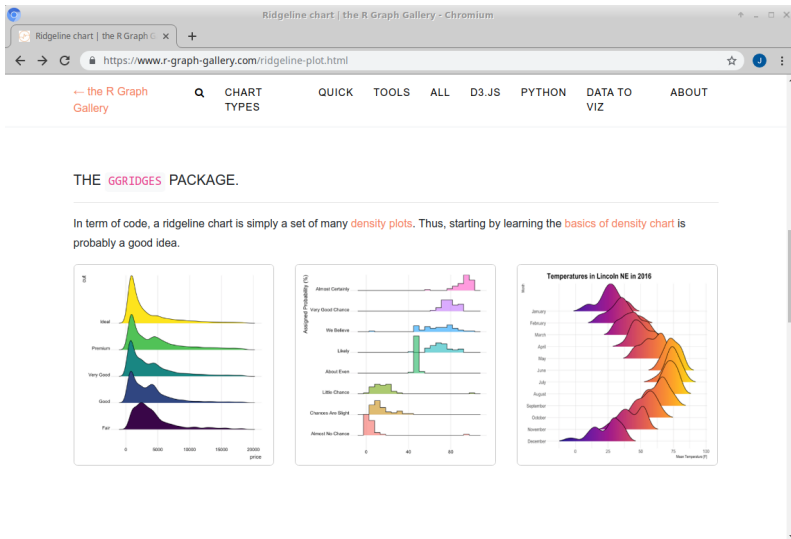 Ridgeline chart | the R Graph Gallery - Chromium
Ridgeline chart | the R Graph G
https://www.r-graph-gallery.com/ridgeline-plot.html
← the R Graph Gallery
CHART TYPES
QUICK
TOOLS
ALL
D3.JS
PYTHON
DATA TO VIZ
ABOUT
THE GGRIDGES PACKAGE.
In term of code, a ridgeline chart is simply a set of many density plots. Thus, starting by learning the basics of density chart is
probably a good idea.
cut
Ideal
Premium
Very Good
Good
Fair
0 5000 10000 15000 20000
price
Assigned Probability (%)
Almost Certainly
Very Good Chance
We Believe
Likely
About Even
Little Chance
Chances Are Slight
Almost No Chance
0 40 80
Temperatures in Lincoln NE in 2016
Month
January
February
March
April
May
June
July
August
September
October
November
December
0 25 50 75 100
Mean Temperature [F]